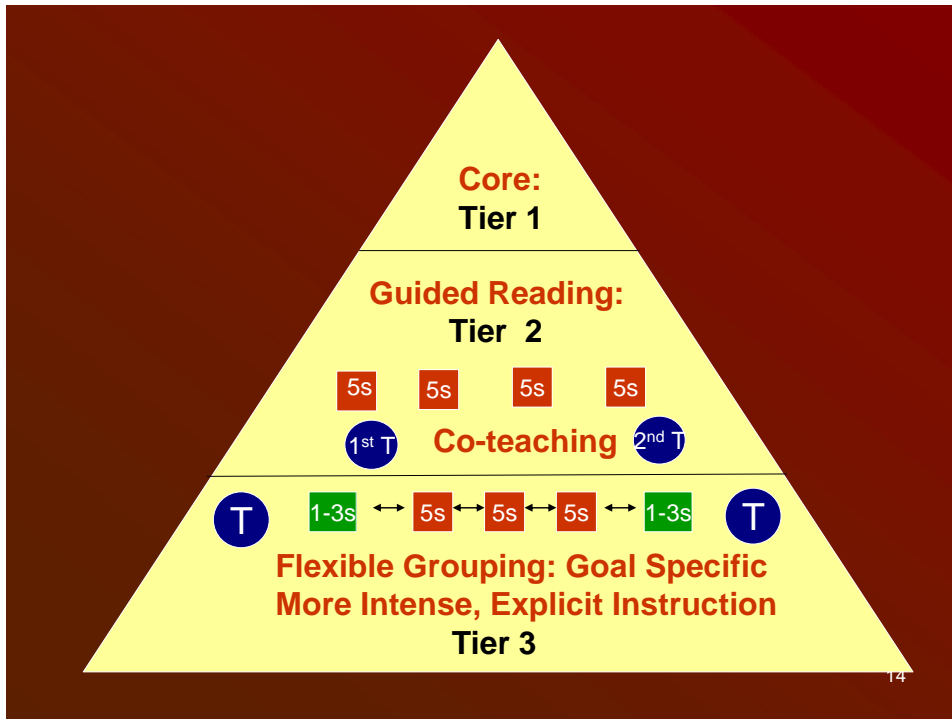 Core:
Tier 1
Guided Reading:
Tier 2
5s 5s 5s 5s
1st T Co-teaching 2nd T
T 1-3s 5s 5s 5s 1-3s T
Flexible Grouping: Goal Specific
More Intense, Explicit Instruction
Tier 3
14